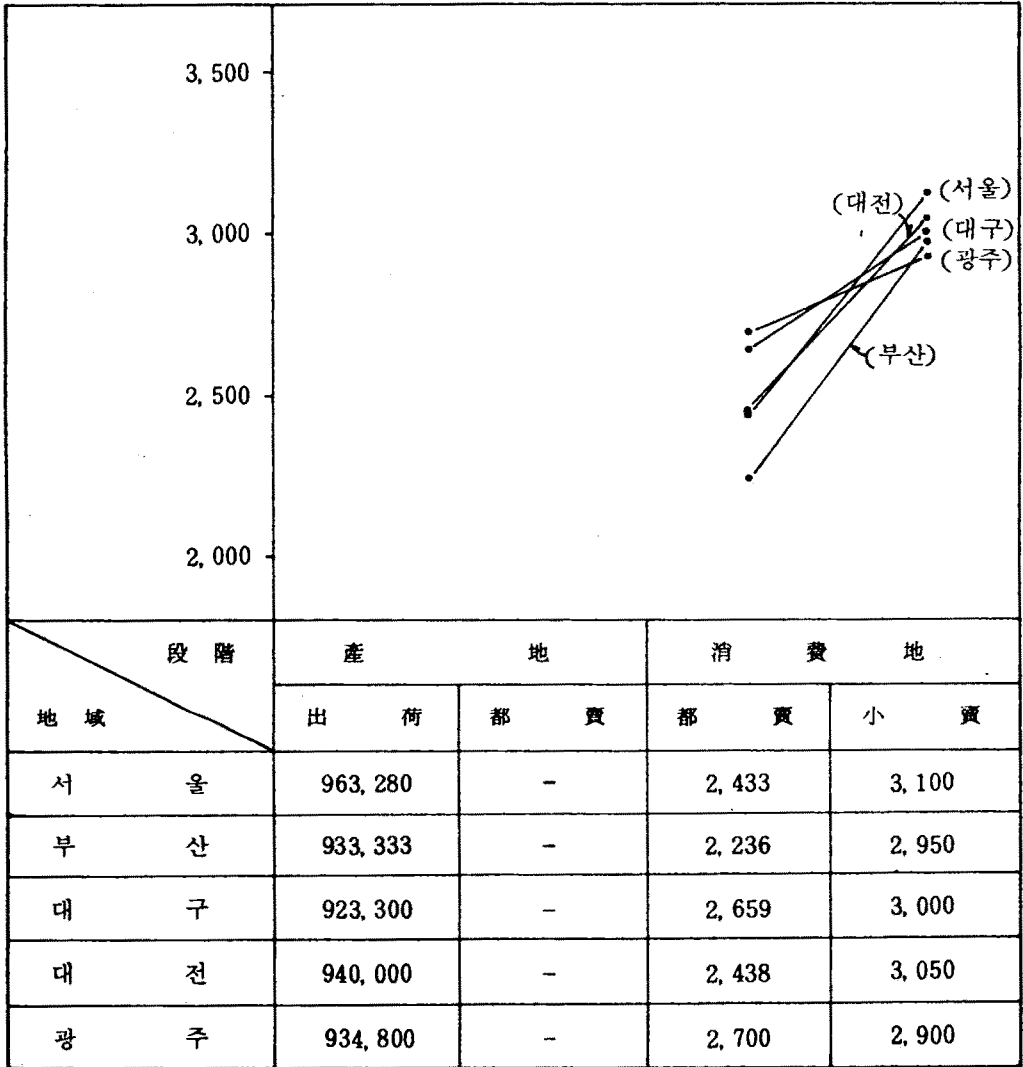 3,500
(서울)
(대전)
3,000
(대구)
(광주)
(부산)
2,500
2,000
段階 産地 消費地
地域 出荷 都賣 都賣 小賣
서울 963,280 - 2,433 3,100
부산 933,333 - 2,236 2,950
대구 923,300 - 2,659 3,000
대전 940,000 - 2,438 3,050
광주 934,800 - 2,700 2,900